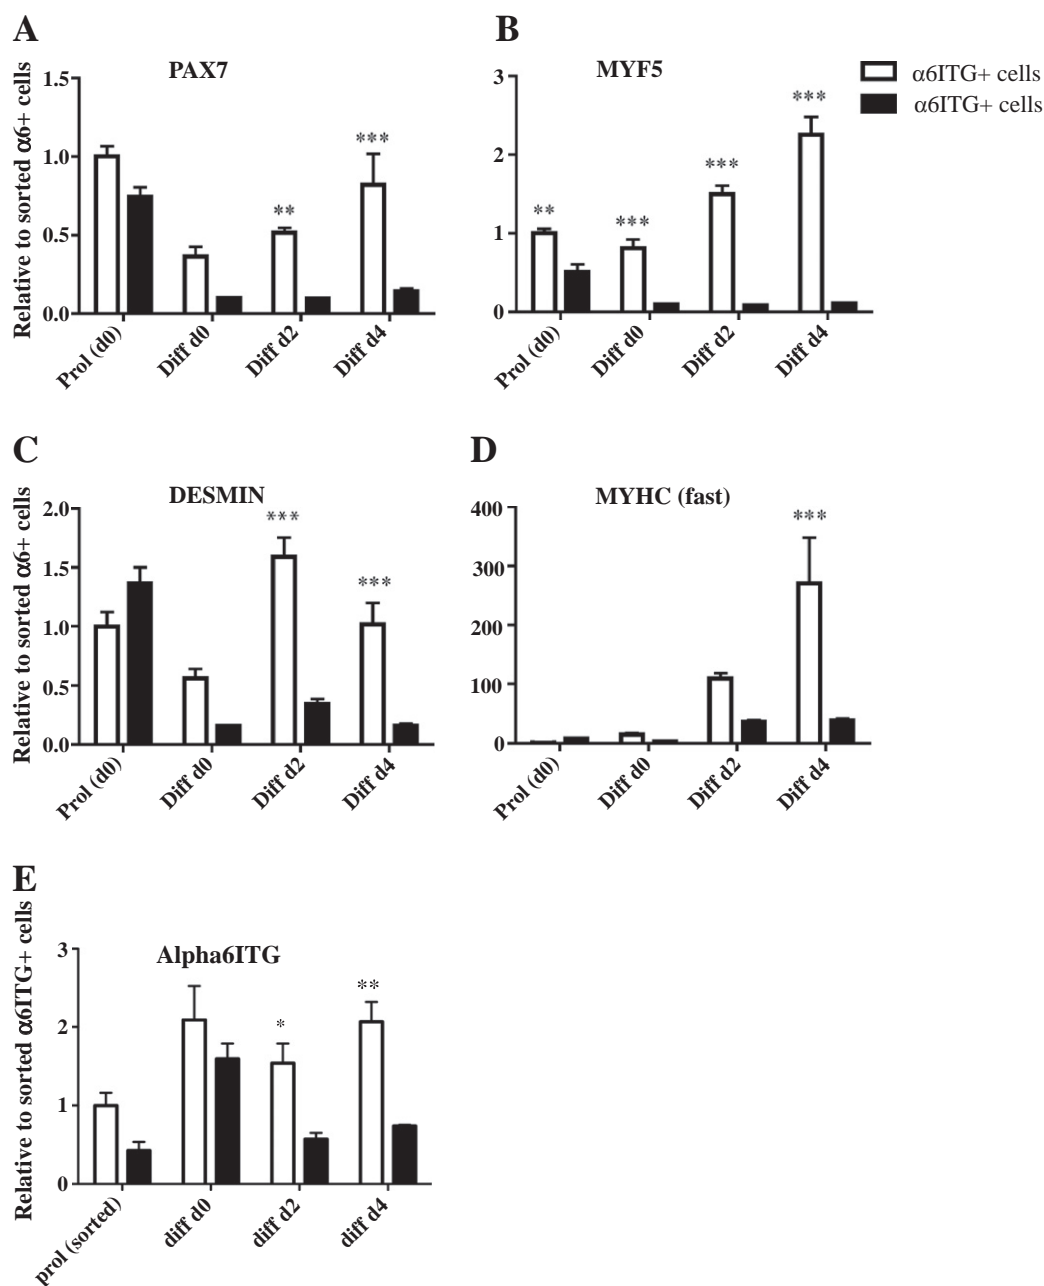 A
PAX7
Relative to sorted α6+ cells
1.5
1.0
0.5
0.0
**
***
Prol (d0)
Diff d0
Diff d2
Diff d4
B
MYF5
3
2
1
0
**
***
***
***
Prol (d0)
Diff d0
Diff d2
Diff d4
α6ITG+ cells
α6ITG+ cells
C
DESMIN
Relative to sorted α6+ cells
2.0
1.5
1.0
0.5
0.0
***
***
Prol (d0)
Diff d0
Diff d2
Diff d4
D
MYHC (fast)
400
300
200
100
0
***
Prol (d0)
Diff d0
Diff d2
Diff d4
E
Alpha6ITG
Relative to sorted α6ITG+ cells
3
2
1
0
*
**
prol (sorted)
diff d0
diff d2
diff d4